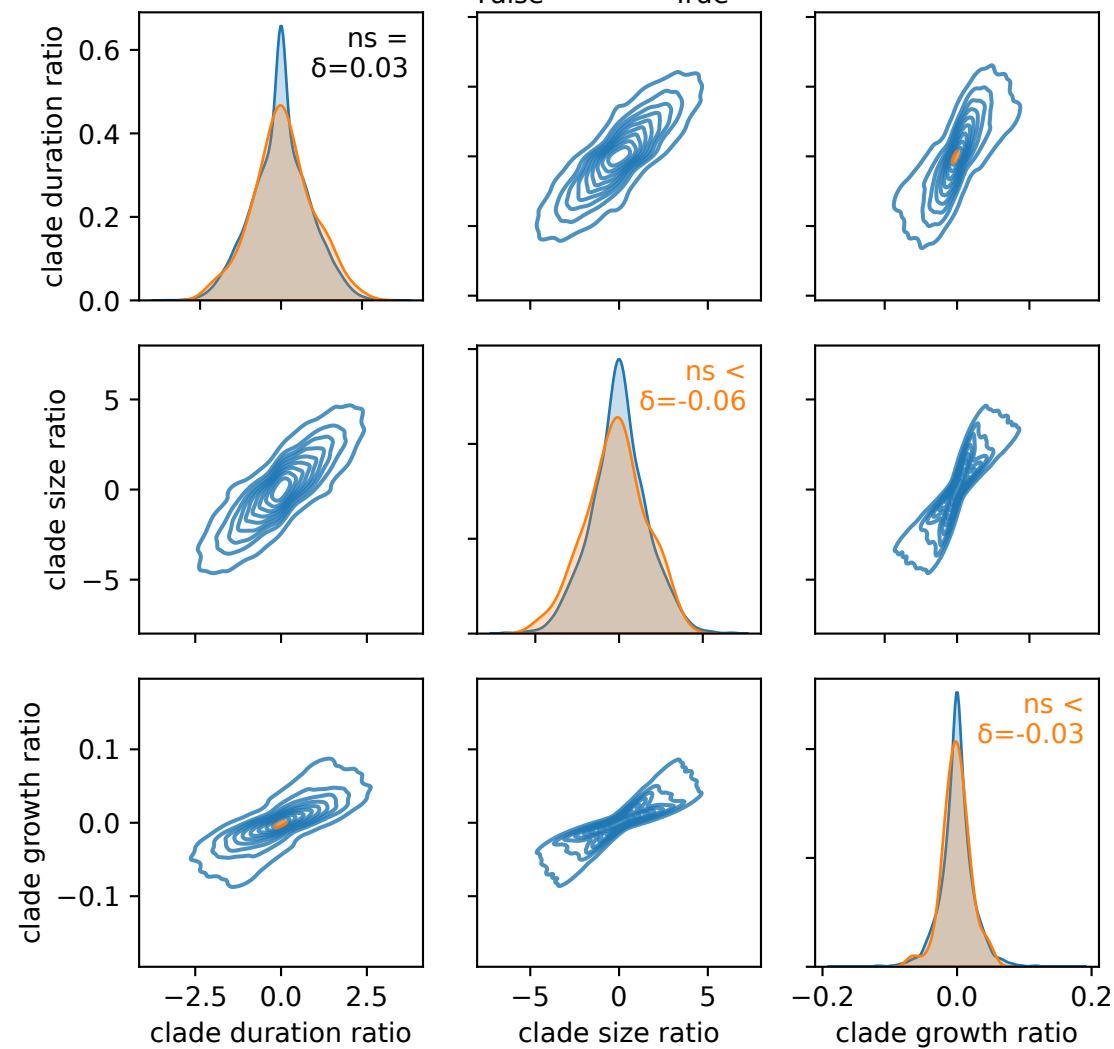 clade duration ratio
0.6
0.4
0.2
0.0
ns =
δ=0.03
clade size ratio
5
0
−5
ns <
δ=-0.06
clade growth ratio
0.1
0.0
−0.1
ns <
δ=-0.03
−2.5 0.0 2.5
−5 0 5
−0.2 0.0 0.2
clade duration ratio
clade size ratio
clade growth ratio